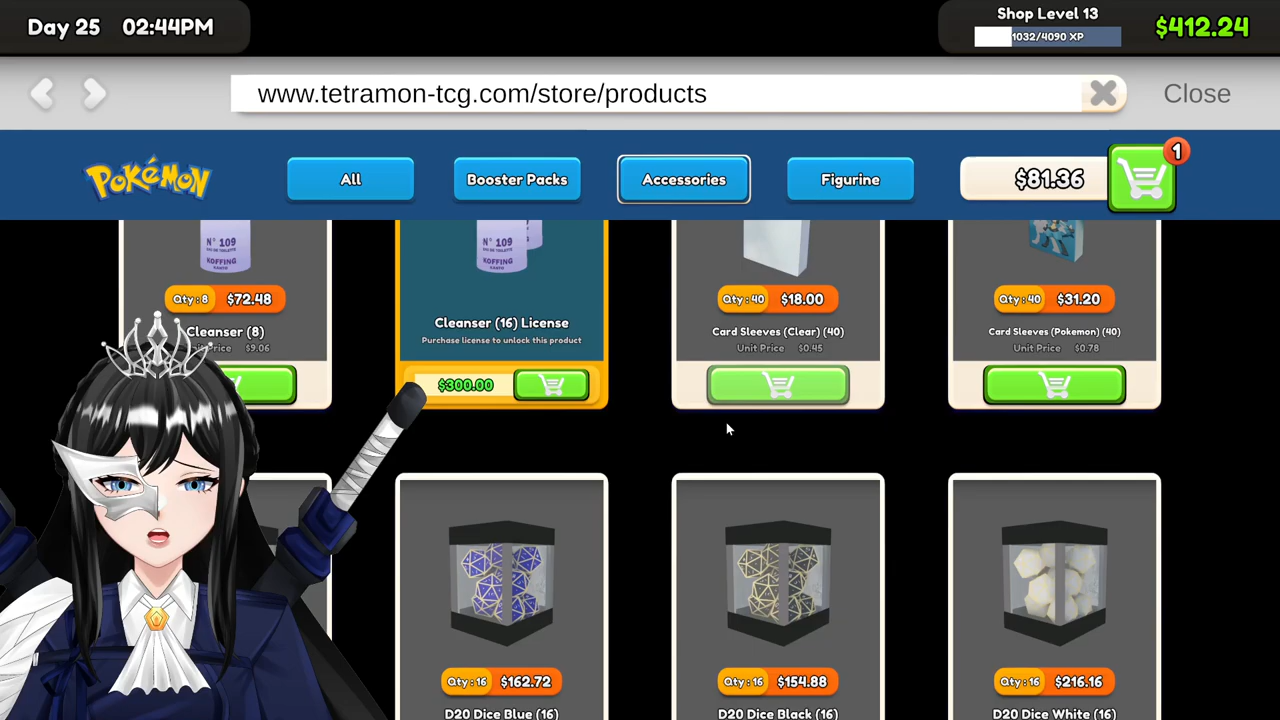 Day 25 02:44PM
Shop Level 13
1032/4090 XP
$412.24
www.tetramon-tcg.com/store/products
Close
POKéMON
All
Booster Packs
Accessories
Figurine
$81.36
1
N° 109
KOFFING
Qty: 8 $72.48
Cleanser (8)
Price $9.06
N° 109
KOFFING
Cleanser (16) License
Purchase license to unlock this product
$300.00
Qty: 40 $18.00
Card Sleeves (Clear) (40)
Unit Price $0.45
Qty: 40 $31.20
Card Sleeves (Pokemon) (40)
Unit Price $0.78
Qty: 16 $162.72
D20 Dice Blue (16)
Qty: 16 $154.88
D20 Dice Black (16)
Qty: 16 $216.16
D20 Dice White (16)